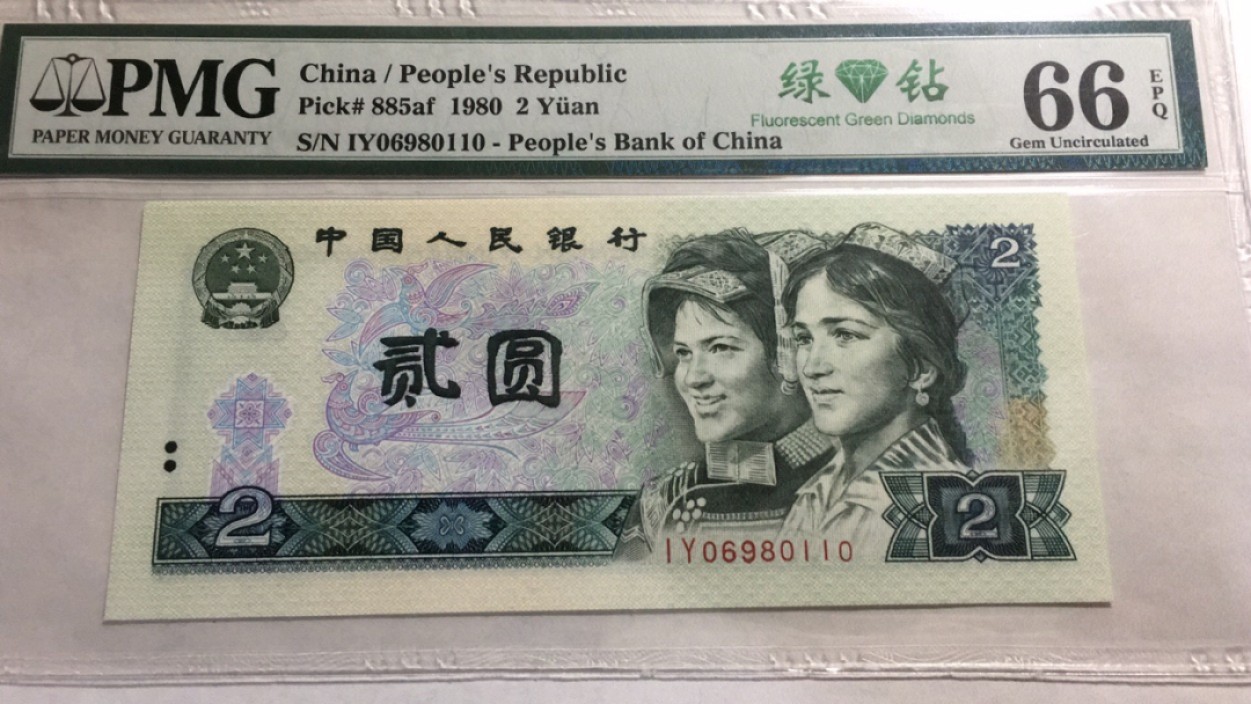 PMG
PAPER MONEY GUARANTY
China / People's Republic
Pick# 885af 1980 2 Yüan
S/N IY06980110 - People's Bank of China
绿 钻
Fluorescent Green Diamonds
66
EPQ
Gem Uncirculated
中国人民银行
2
贰圆
2
2
IY06980110